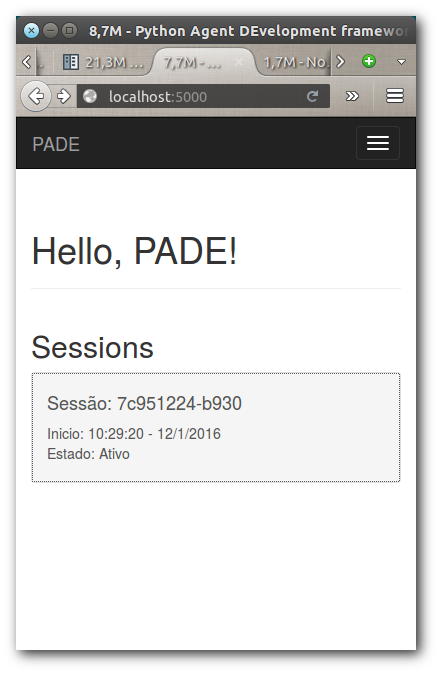 8,7M - Python Agent DEvelopment framewor
21,3M ... 7,7M - ... 1,7M - No...
localhost:5000
PADE
Hello, PADE!
Sessions
Sessão: 7c951224-b930
Inicio: 10:29:20 - 12/1/2016
Estado: Ativo